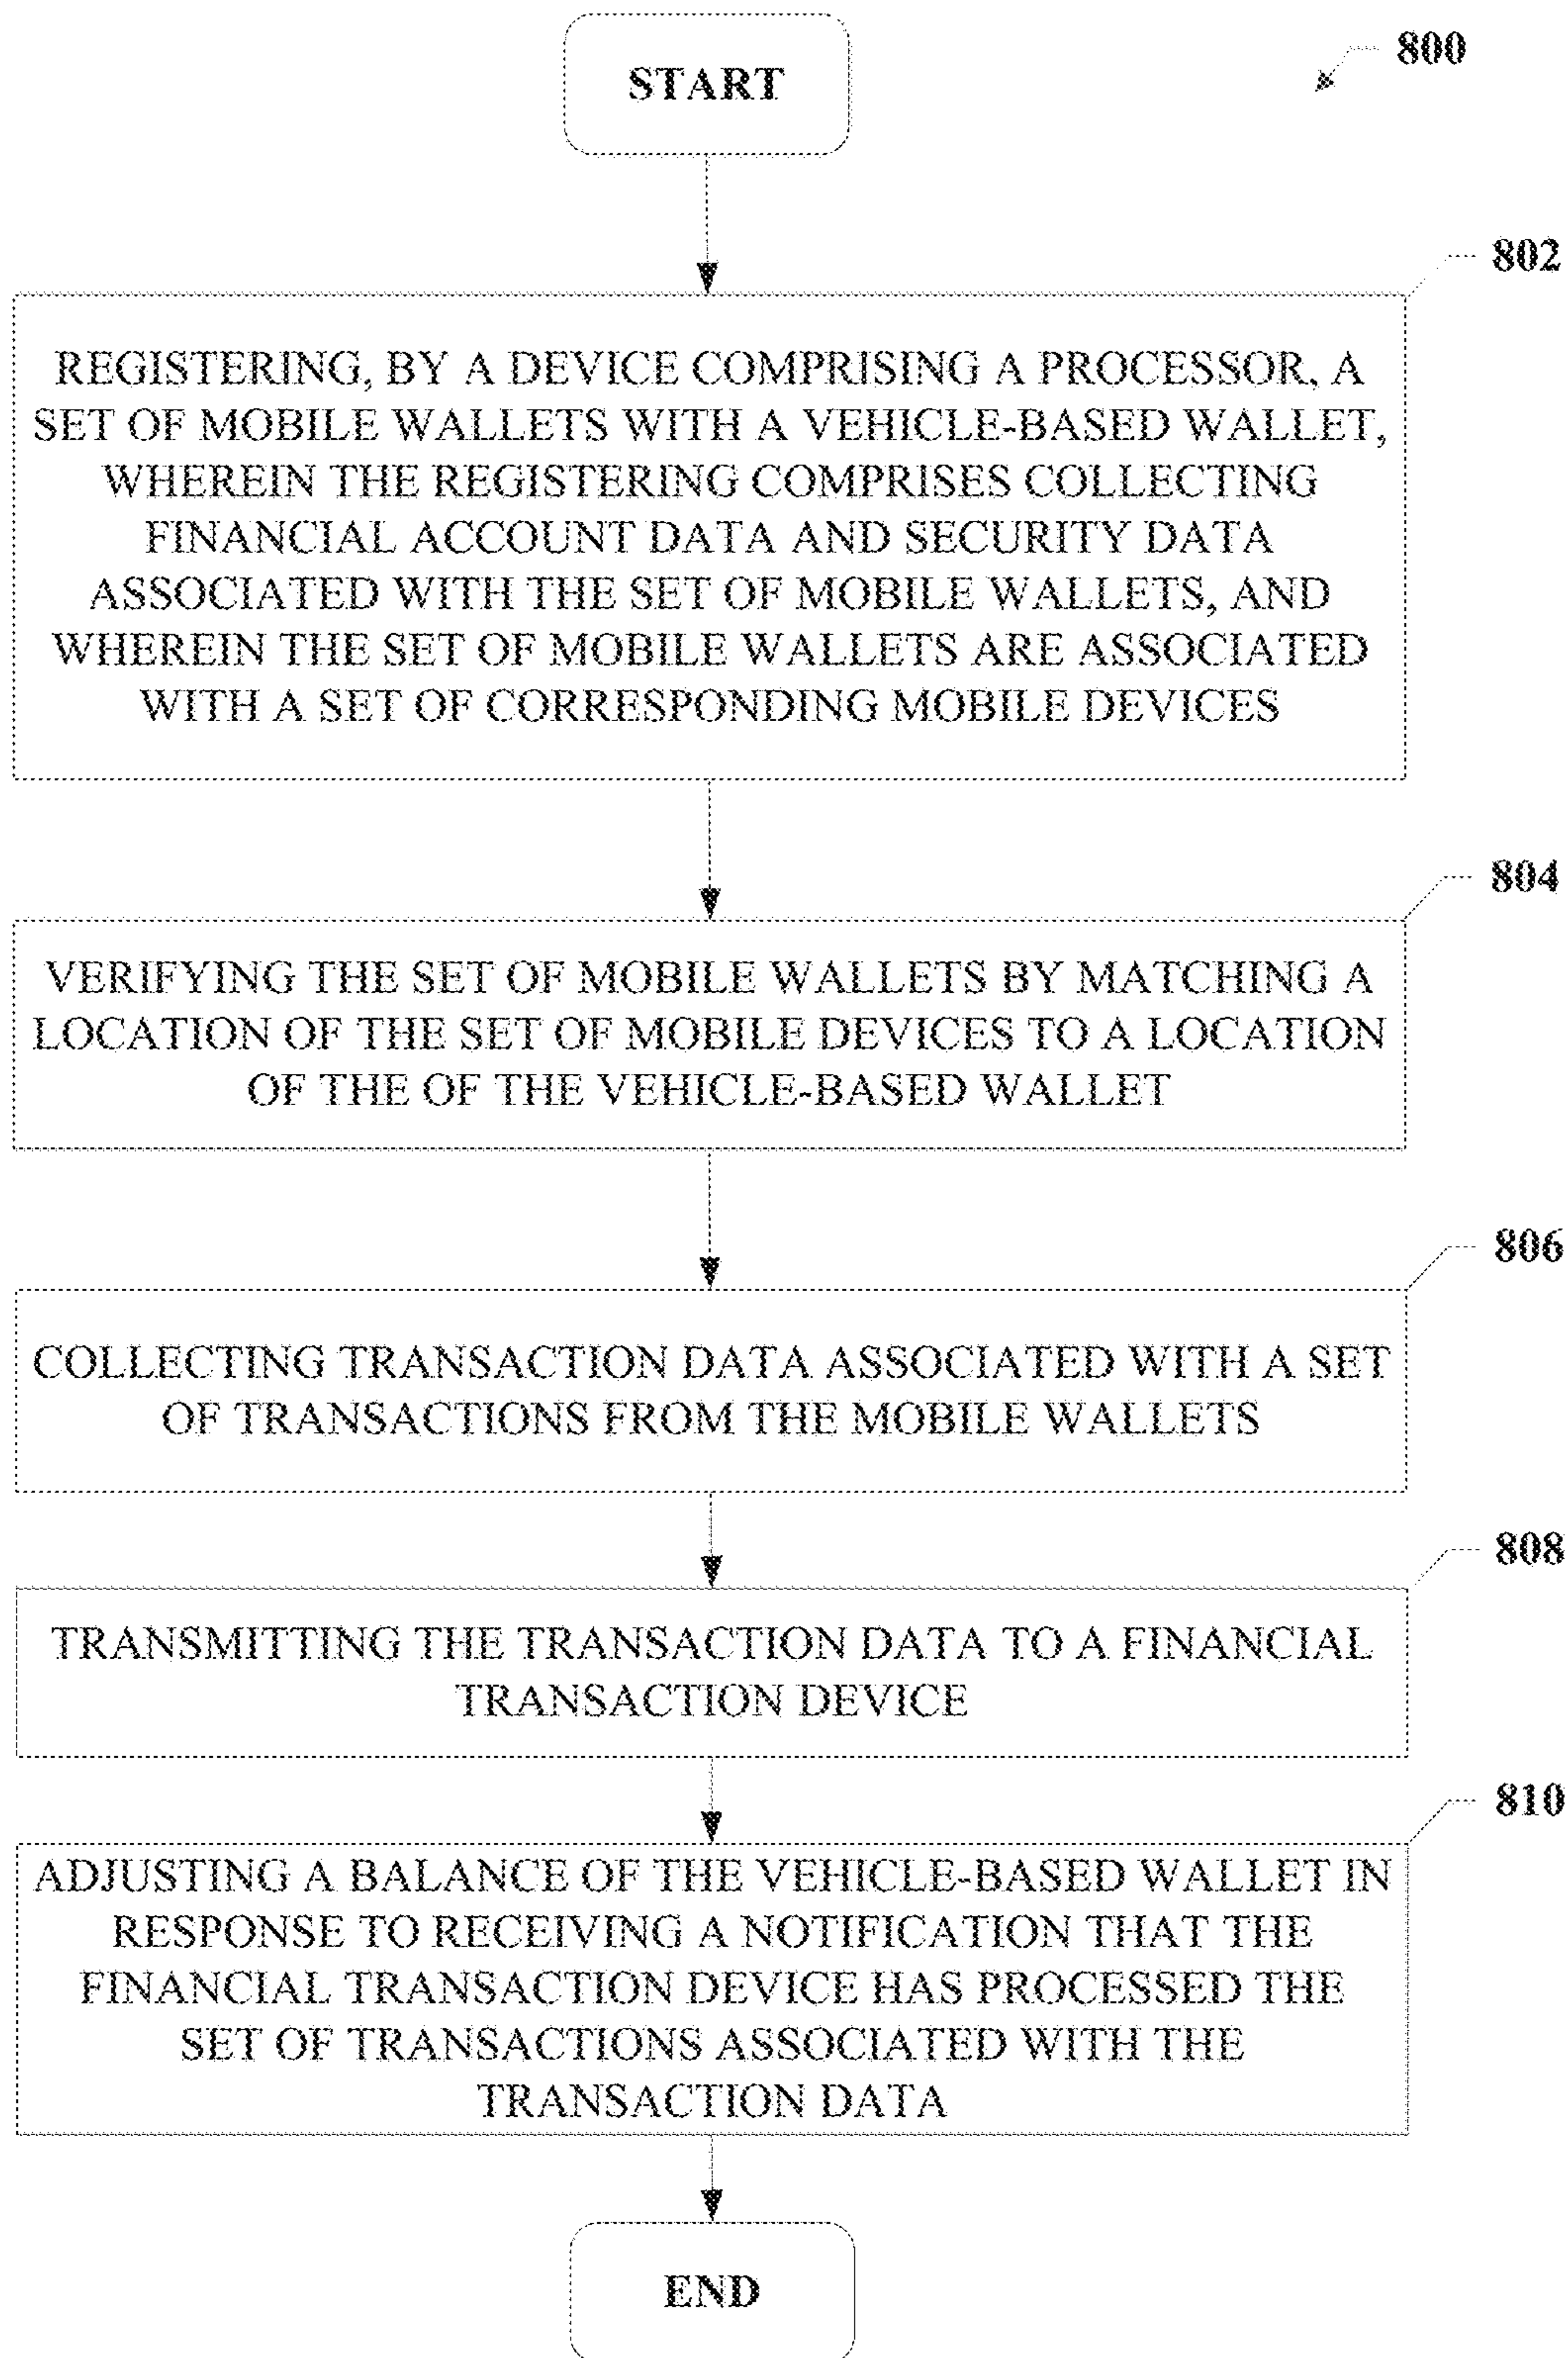 START
800
802
REGISTERING, BY A DEVICE COMPRISING A PROCESSOR, A
SET OF MOBILE WALLETS WITH A VEHICLE-BASED WALLET,
WHEREIN THE REGISTERING COMPRISES COLLECTING
FINANCIAL ACCOUNT DATA AND SECURITY DATA
ASSOCIATED WITH THE SET OF MOBILE WALLETS, AND
WHEREIN THE SET OF MOBILE WALLETS ARE ASSOCIATED
WITH A SET OF CORRESPONDING MOBILE DEVICES
804
VERIFYING THE SET OF MOBILE WALLETS BY MATCHING A
LOCATION OF THE SET OF MOBILE DEVICES TO A LOCATION
OF THE OF THE VEHICLE-BASED WALLET
806
COLLECTING TRANSACTION DATA ASSOCIATED WITH A SET
OF TRANSACTIONS FROM THE MOBILE WALLETS
808
TRANSMITTING THE TRANSACTION DATA TO A FINANCIAL
TRANSACTION DEVICE
810
ADJUSTING A BALANCE OF THE VEHICLE-BASED WALLET IN
RESPONSE TO RECEIVING A NOTIFICATION THAT THE
FINANCIAL TRANSACTION DEVICE HAS PROCESSED THE
SET OF TRANSACTIONS ASSOCIATED WITH THE
TRANSACTION DATA
END